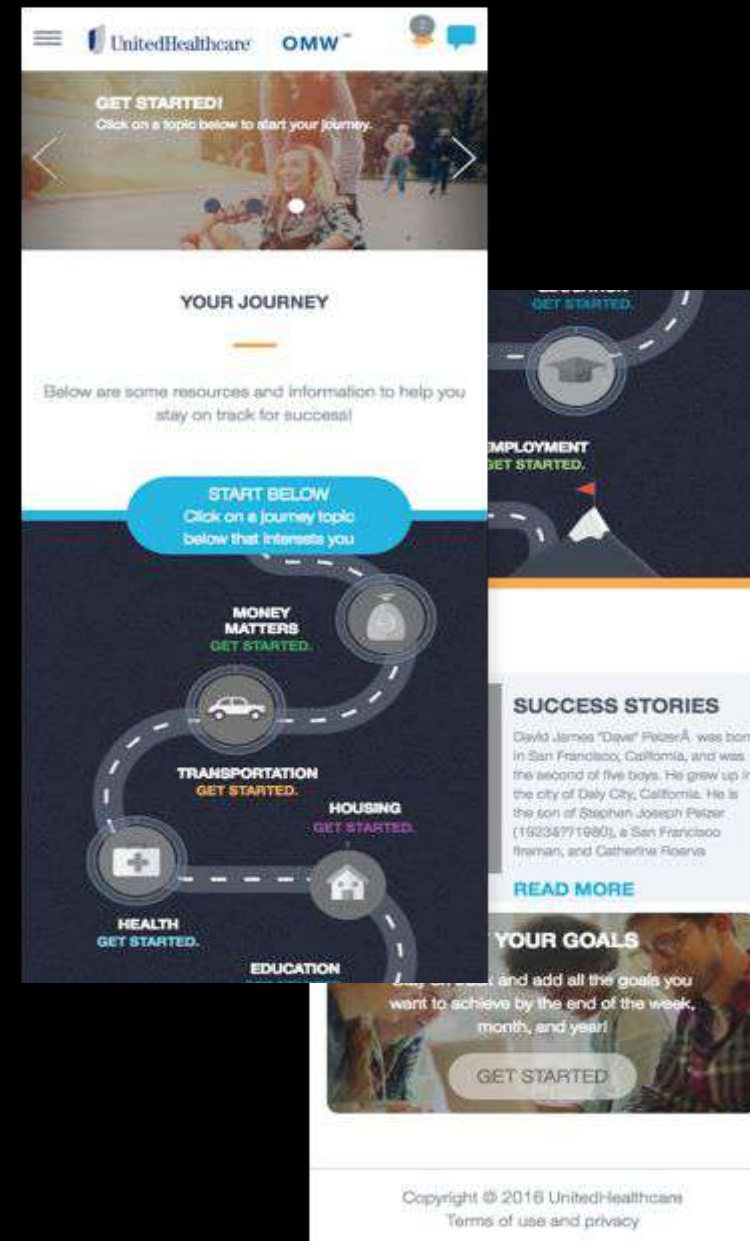 UnitedHealthcare OMW™
GET STARTED!
Click on a topic below to start your journey.
YOUR JOURNEY
Below are some resources and information to help you
stay on track for success!
START BELOW
Click on a journey topic
below that interests you
MONEY
MATTERS
GET STARTED.
TRANSPORTATION
GET STARTED.
HOUSING
GET STARTED.
HEALTH
GET STARTED.
EDUCATION
GET STARTED.
MPLOYMENT
GET STARTED.
SUCCESS STORIES
David James "Dave" PelzerÂ was born
in San Francisco, California, and was
the second of five boys. He grew up in
the city of Daly City, California. He is
the son of Stephen Joseph Pelzer
(1923&??1980), a San Francisco
fireman, and Catherine Roerva
READ MORE
YOUR GOALS
and add all the goals you
want to achieve by the end of the week,
month, and year!
GET STARTED
Copyright © 2016 UnitedHealthcare
Terms of use and privacy